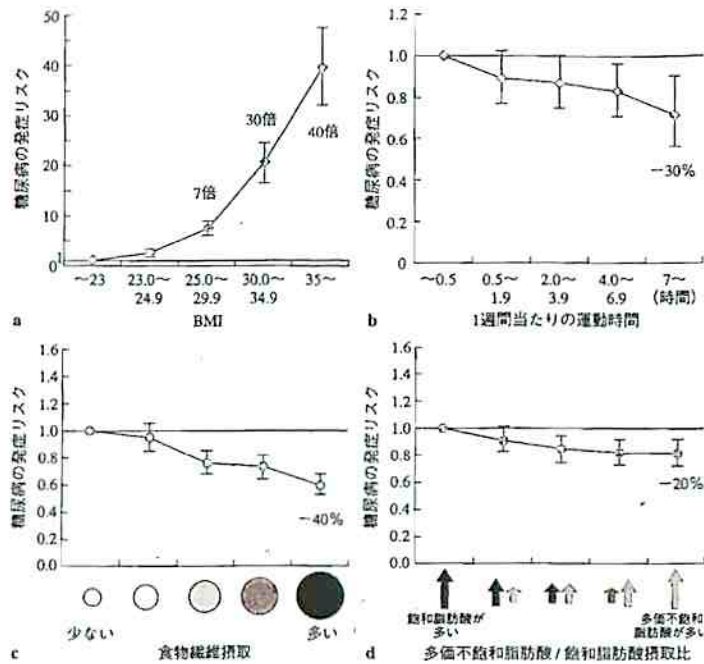 糖尿病の発症リスク
50
40
30
20
10
1
0
7倍
30倍
40倍
～23
23.0～
24.9
25.0～
29.9
30.0～
34.9
35～
a
BMI
糖尿病の発症リスク
1.2
1.0
0.8
0.6
0.4
0.2
0
－30%
～0.5
0.5～
1.9
2.0～
3.9
4.0～
6.9
7～
(時間)
b
1週間当たりの運動時間
糖尿病の発症リスク
1.6
1.4
1.2
1.0
0.8
0.6
0.4
0.2
0.0
－40%
少ない
多い
c
食物繊維摂取
糖尿病の発症リスク
1.6
1.4
1.2
1.0
0.8
0.6
0.4
0.2
0.0
－20%
飽和脂肪酸が
多い
多価不飽和
脂肪酸が多い
d
多価不飽和脂肪酸 / 飽和脂肪酸摂取比